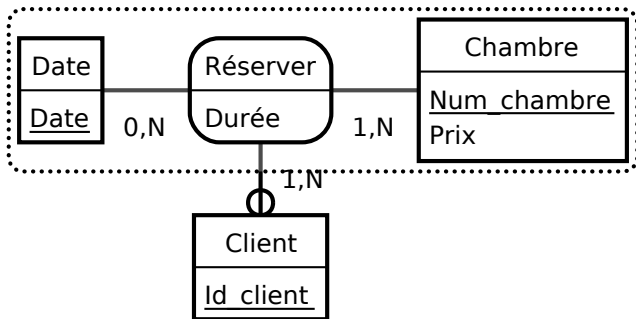 Date
Date
0,N
Réserver
Durée
1,N
Chambre
Num_chambre
Prix
1,N
Client
Id_client